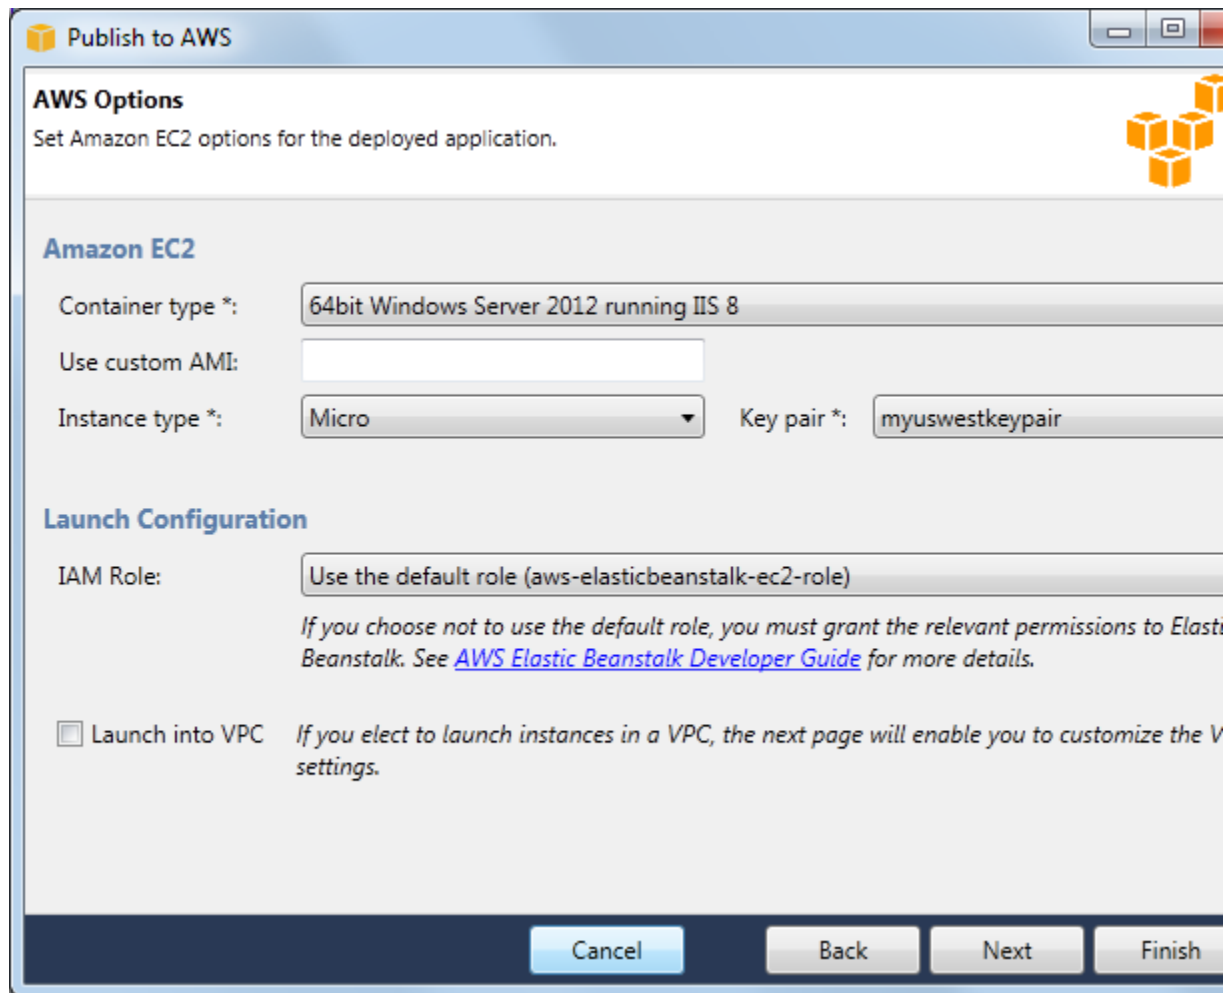 Publish to AWS
AWS Options
Set Amazon EC2 options for the deployed application.
Amazon EC2
Container type *: 64bit Windows Server 2012 running IIS 8
Use custom AMI:
Instance type *: Micro Key pair *: myuswestkeypair
Launch Configuration
IAM Role: Use the default role (aws-elasticbeanstalk-ec2-role)
If you choose not to use the default role, you must grant the relevant permissions to Elasti
Beanstalk. See AWS Elastic Beanstalk Developer Guide for more details.
Launch into VPC If you elect to launch instances in a VPC, the next page will enable you to customize the V
settings.
Cancel Back Next Finish